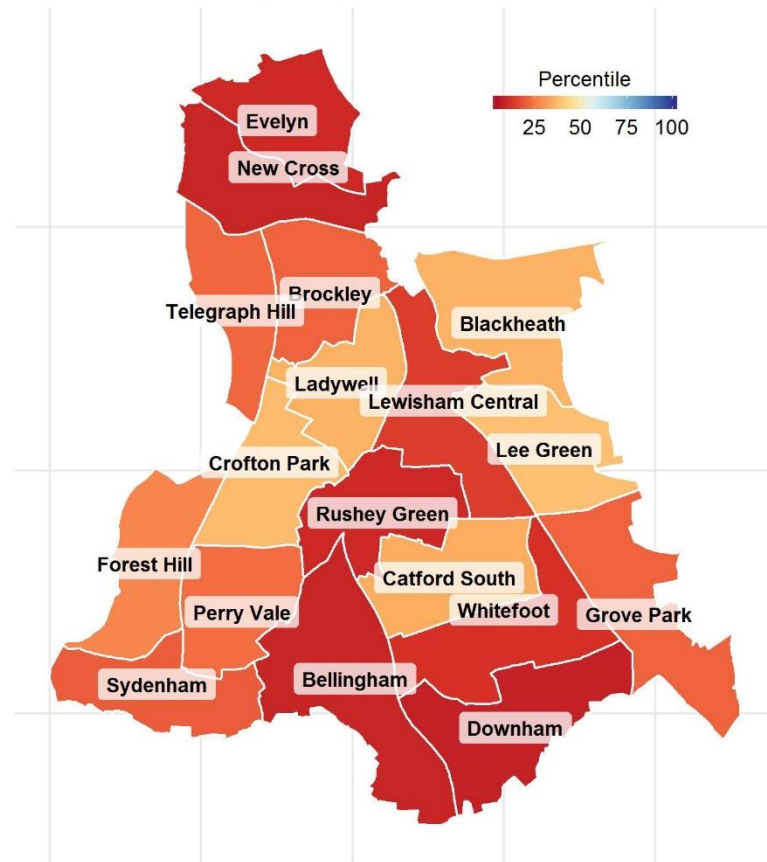 Percentile
25 50 75 100
Evelyn
New Cross
Brockley
Telegraph Hill
Blackheath
Ladywell
Lewisham Central
Lee Green
Crofton Park
Rushey Green
Forest Hill
Catford South
Perry Vale
Whitefoot
Grove Park
Sydenham
Bellingham
Downham